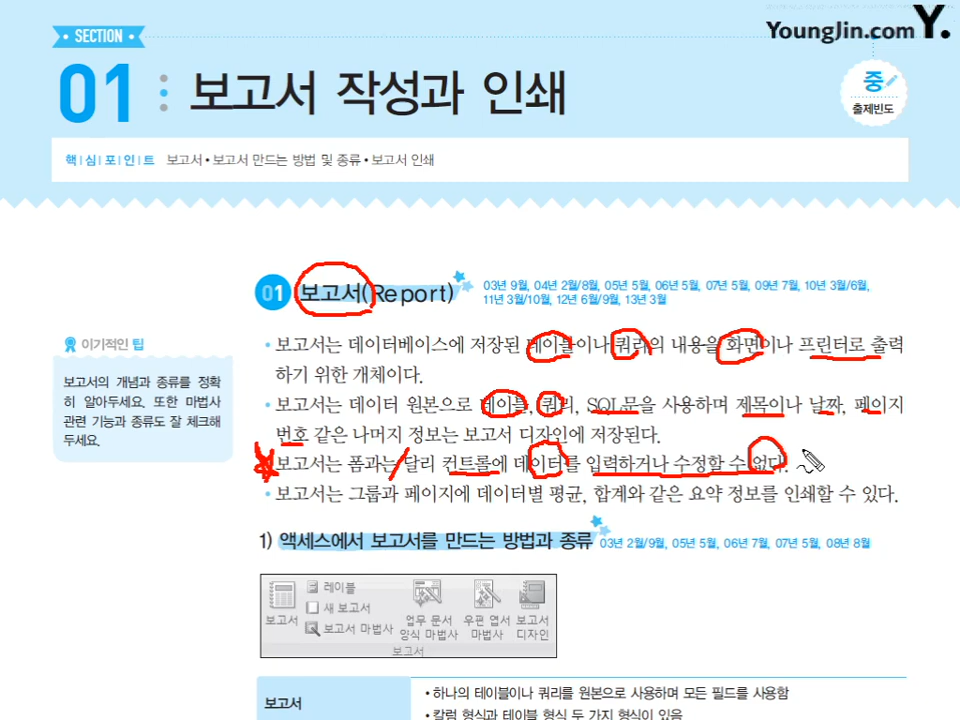 YoungJin.com Y.
SECTION
01 보고서 작성과 인쇄
중
출제빈도
핵심포인트 보고서 • 보고서 만드는 방법 및 종류 • 보고서 인쇄
01 보고서(Report) 03년 9월, 04년 2월/8월, 05년 5월, 06년 5월, 07년 5월, 09년 7월, 10년 3월/6월,
11년 3월/10월, 12년 6월/9월, 13년 3월
이기적인 팁
보고서의 개념과 종류를 정확
히 알아두세요. 또한 마법사
관련 기능과 종류도 잘 체크해
두세요.
• 보고서는 데이터베이스에 저장된 테이블이나 쿼리의 내용을 화면이나 프린터로 출력
하기 위한 개체이다.
• 보고서는 데이터 원본으로 테이블, 쿼리, SQL문을 사용하며 제목이나 날짜, 페이지
번호 같은 나머지 정보는 보고서 디자인에 저장된다.
• 보고서는 폼과는 달리 컨트롤에 데이터를 입력하거나 수정할 수 없다.
• 보고서는 그룹과 페이지에 데이터별 평균, 합계와 같은 요약 정보를 인쇄할 수 있다.
1) 액세스에서 보고서를 만드는 방법과 종류 03년 2월/9월, 05년 5월, 06년 7월, 07년 5월, 08년 8월
보고서
레이블
새 보고서
보고서 마법사
업무 문서
양식 마법사
우편 엽서
마법사
보고서
디자인
보고서
보고서
• 하나의 테이블이나 쿼리를 원본으로 사용하며 모든 필드를 사용함
• 칼럼 형식과 테이블 형식 두 가지 형식이 있음